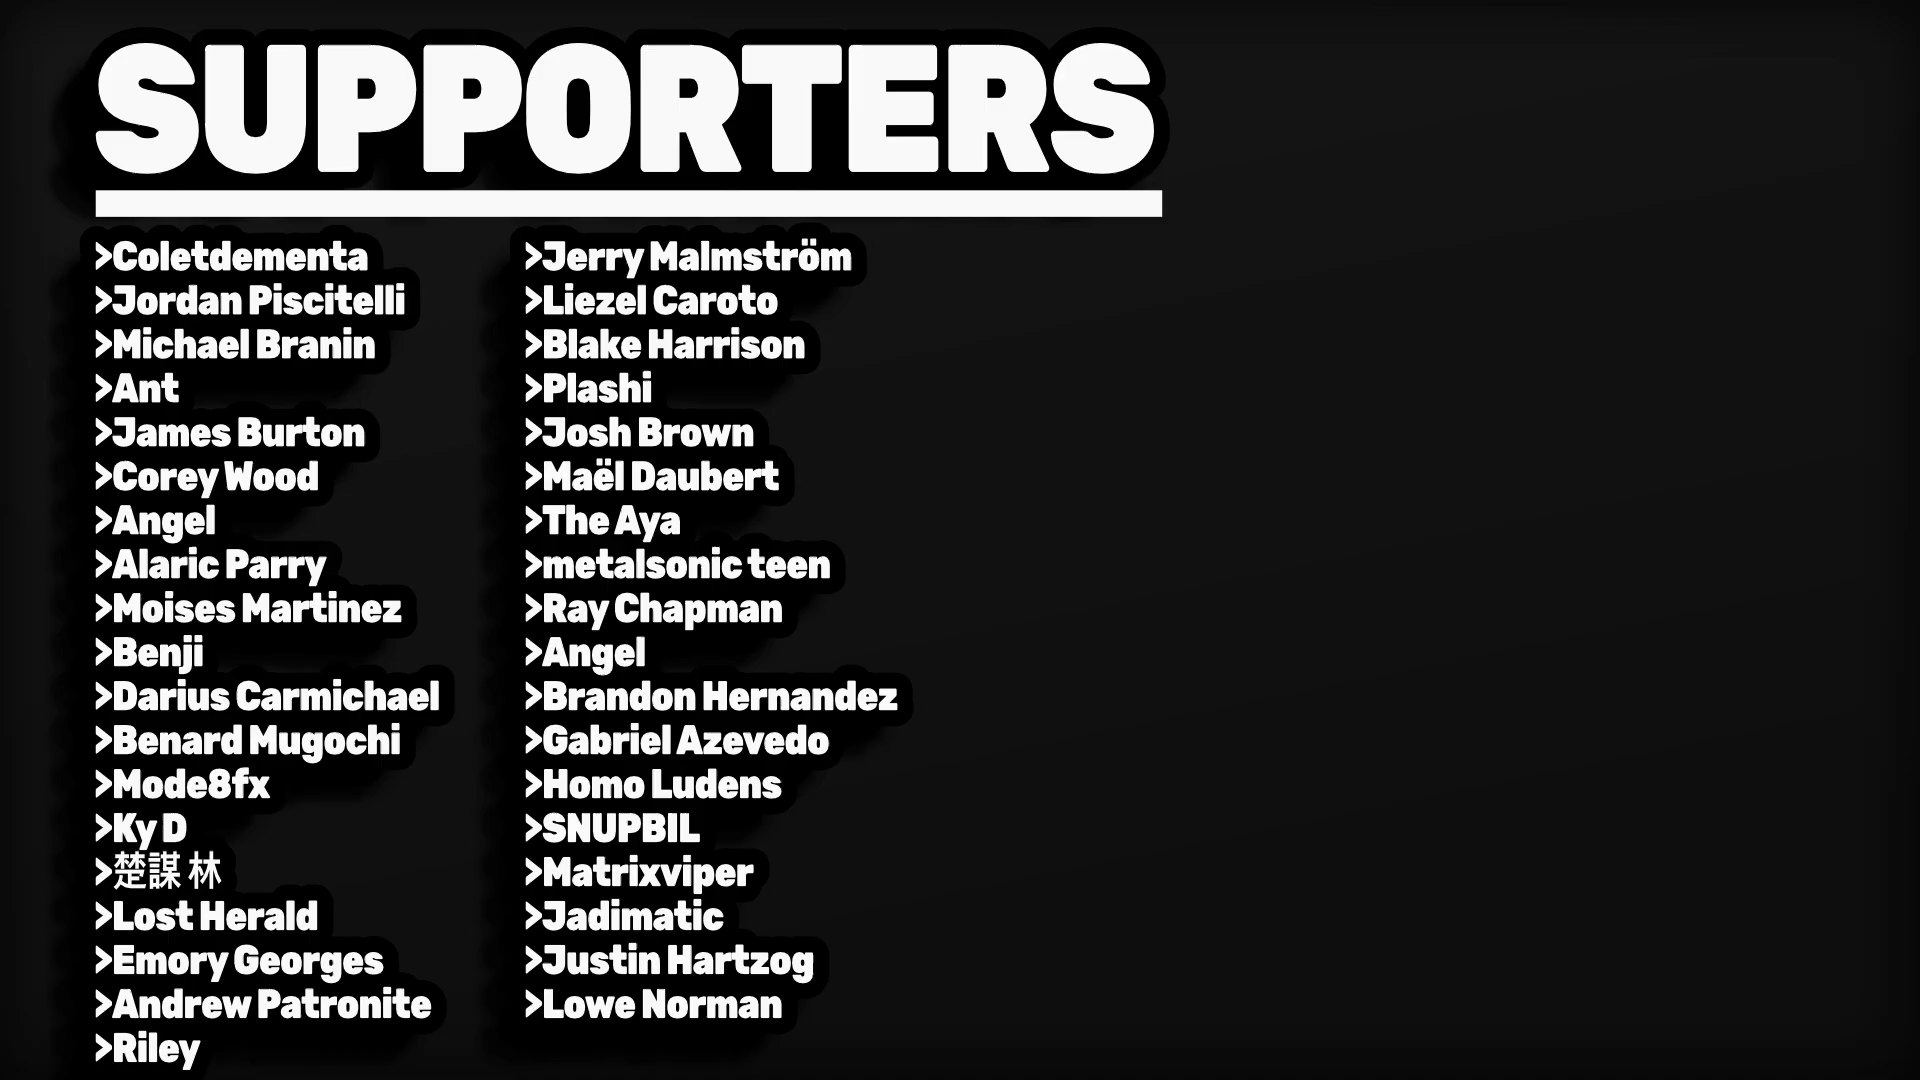 SUPPORTERS
>Coletdementa
>Jordan Piscitelli
>Michael Branin
>Ant
>James Burton
>Corey Wood
>Angel
>Alaric Parry
>Moises Martinez
>Benji
>Darius Carmichael
>Benard Mugochi
>Mode8fx
>Ky D
>楚謀 林
>Lost Herald
>Emory Georges
>Andrew Patronite
>Riley
>Jerry Malmström
>Liezel Caroto
>Blake Harrison
>Plashi
>Josh Brown
>Maël Daubert
>The Aya
>metalsonic teen
>Ray Chapman
>Angel
>Brandon Hernandez
>Gabriel Azevedo
>Homo Ludens
>SNUPBIL
>Matrixviper
>Jadimatic
>Justin Hartzog
>Lowe Norman